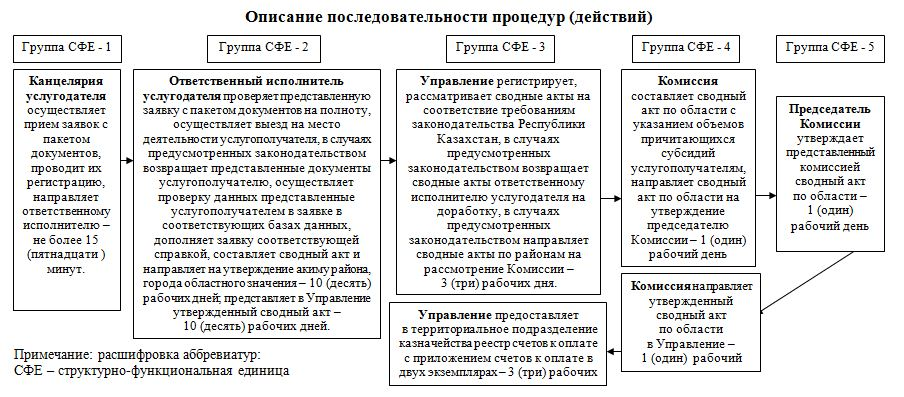 Описание последовательности процедур (действий)
Группа СФЕ - 1
Группа СФЕ - 2
Группа СФЕ - 3
Группа СФЕ - 4
Группа СФЕ - 5
Канцелярия
услугодателя
осуществляет
прием заявок с
пакетом
документов,
проводит их
регистрацию,
направляет
ответственному
исполнителю –
не более 15
(пятнадцати )
минут.
Ответственный исполнитель
услугодателя проверяет представленную
заявку с пакетом документов на полноту,
осуществляет выезд на место
деятельности услугополучателя, в случаях
предусмотренных законодательством
возвращает представленные документы
услугополучателю, осуществляет
проверку данных представленные
услугополучателем в заявке в
соответствующих базах данных,
дополняет заявку соответствующей
справкой, составляет сводный акт и
направляет на утверждение акиму района,
города областного значения – 10 (десять)
рабочих дней; представляет в Управление
утвержденный сводный акт –
10 (десять) рабочих дней.
Управление регистрирует,
рассматривает сводные акты на
соответствие требованиям
законодательства Республики
Казахстан, в случаях
предусмотренных
законодательством возвращает
сводные акты ответственному
исполнителю услугодателя на
доработку, в случаях
предусмотренных
законодательством направляет
сводные акты по районам на
рассмотрение Комиссии –
3 (три) рабочих дня.
Комиссия
составляет сводный
акт по области с
указанием объемов
причитающихся
субсидий
услугополучателям,
направляет сводный
акт по области на
утверждение
председателю
Комиссии – 1 (один)
рабочий день
Председатель
Комиссии
утверждает
представленный
комиссией
сводный акт
по области –
1 (один)
рабочий день
Комиссия направляет
утвержденный
сводный акт
по области
в Управление –
1 (один) рабочий
Управление предоставляет
в территориальное подразделение
казначейства реестр счетов к оплате
с приложением счетов к оплате в
двух экземплярах – 3 (три) рабочих
Примечание: расшифровка аббревиатур:
СФЕ – структурно-функциональная единица